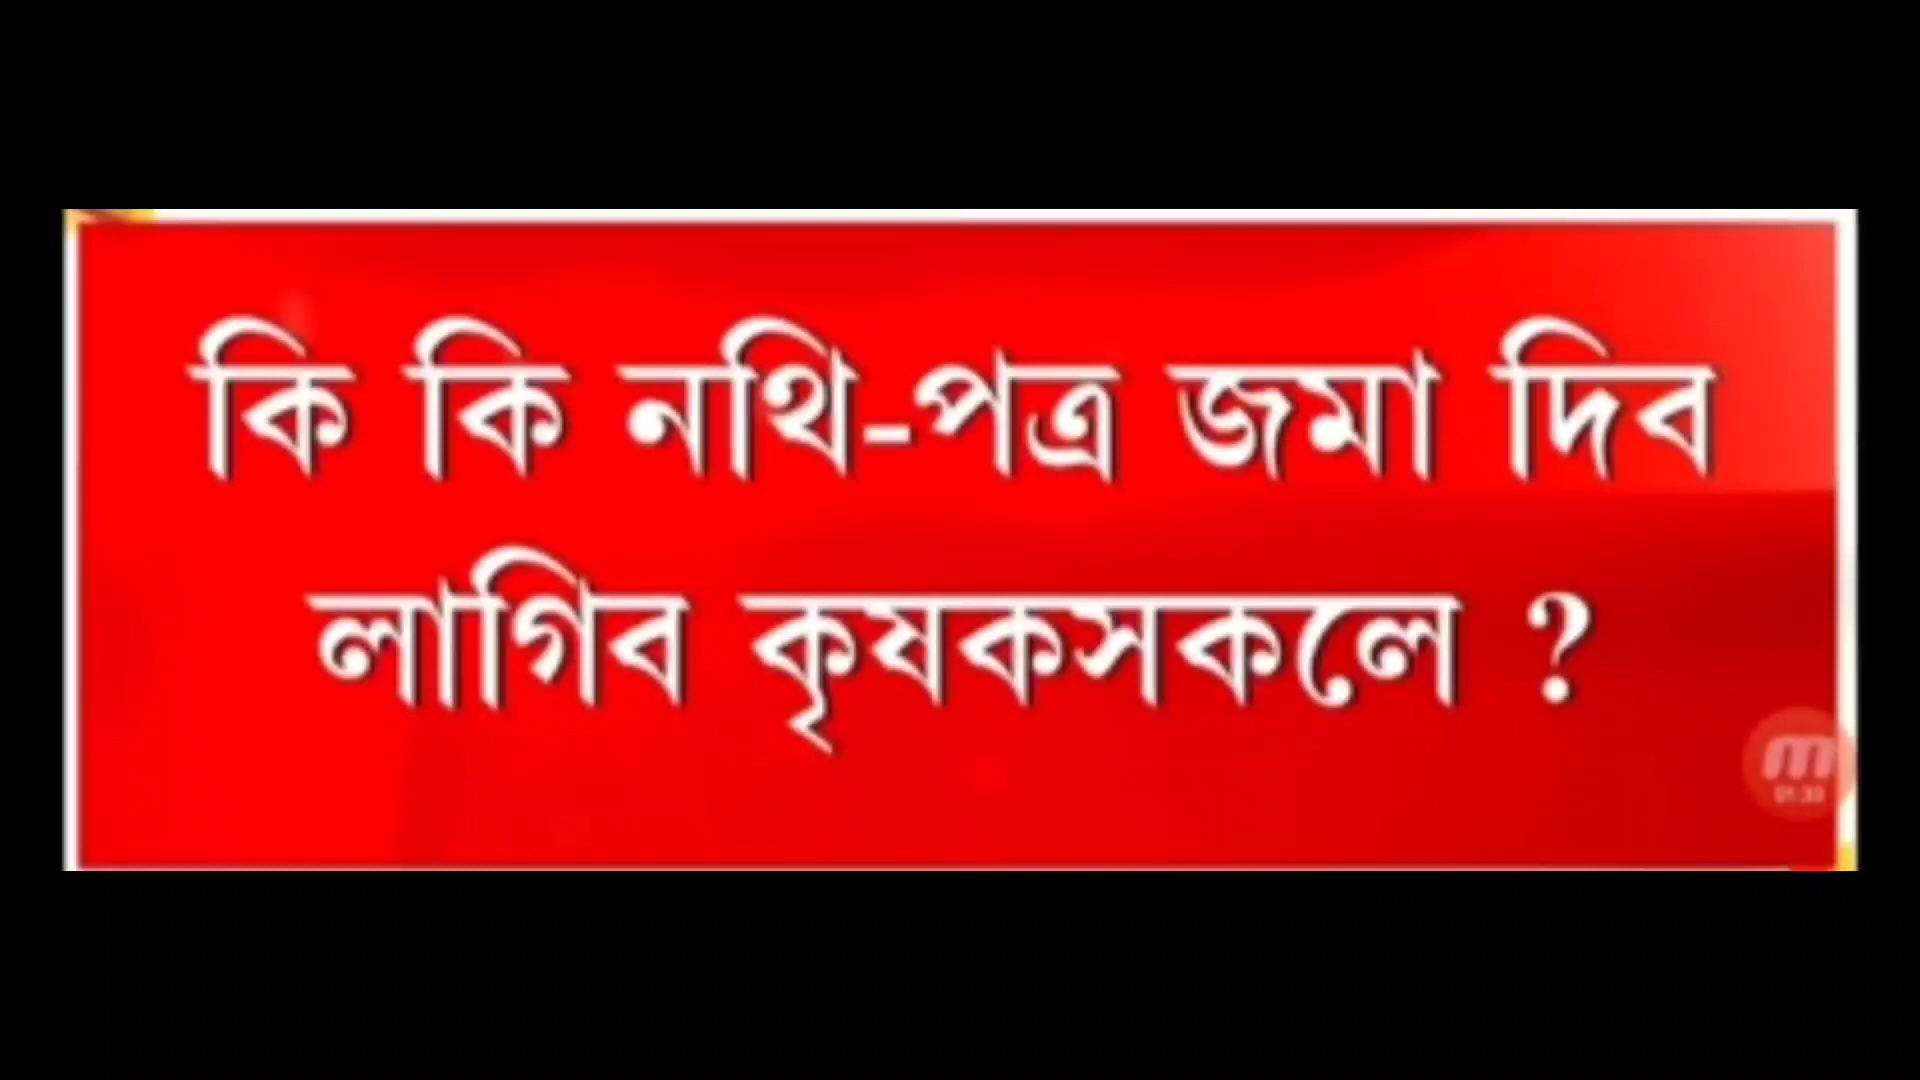 কি কি নথি-পত্ৰ জমা দিব
লাগিব কৃষকসকলে ?